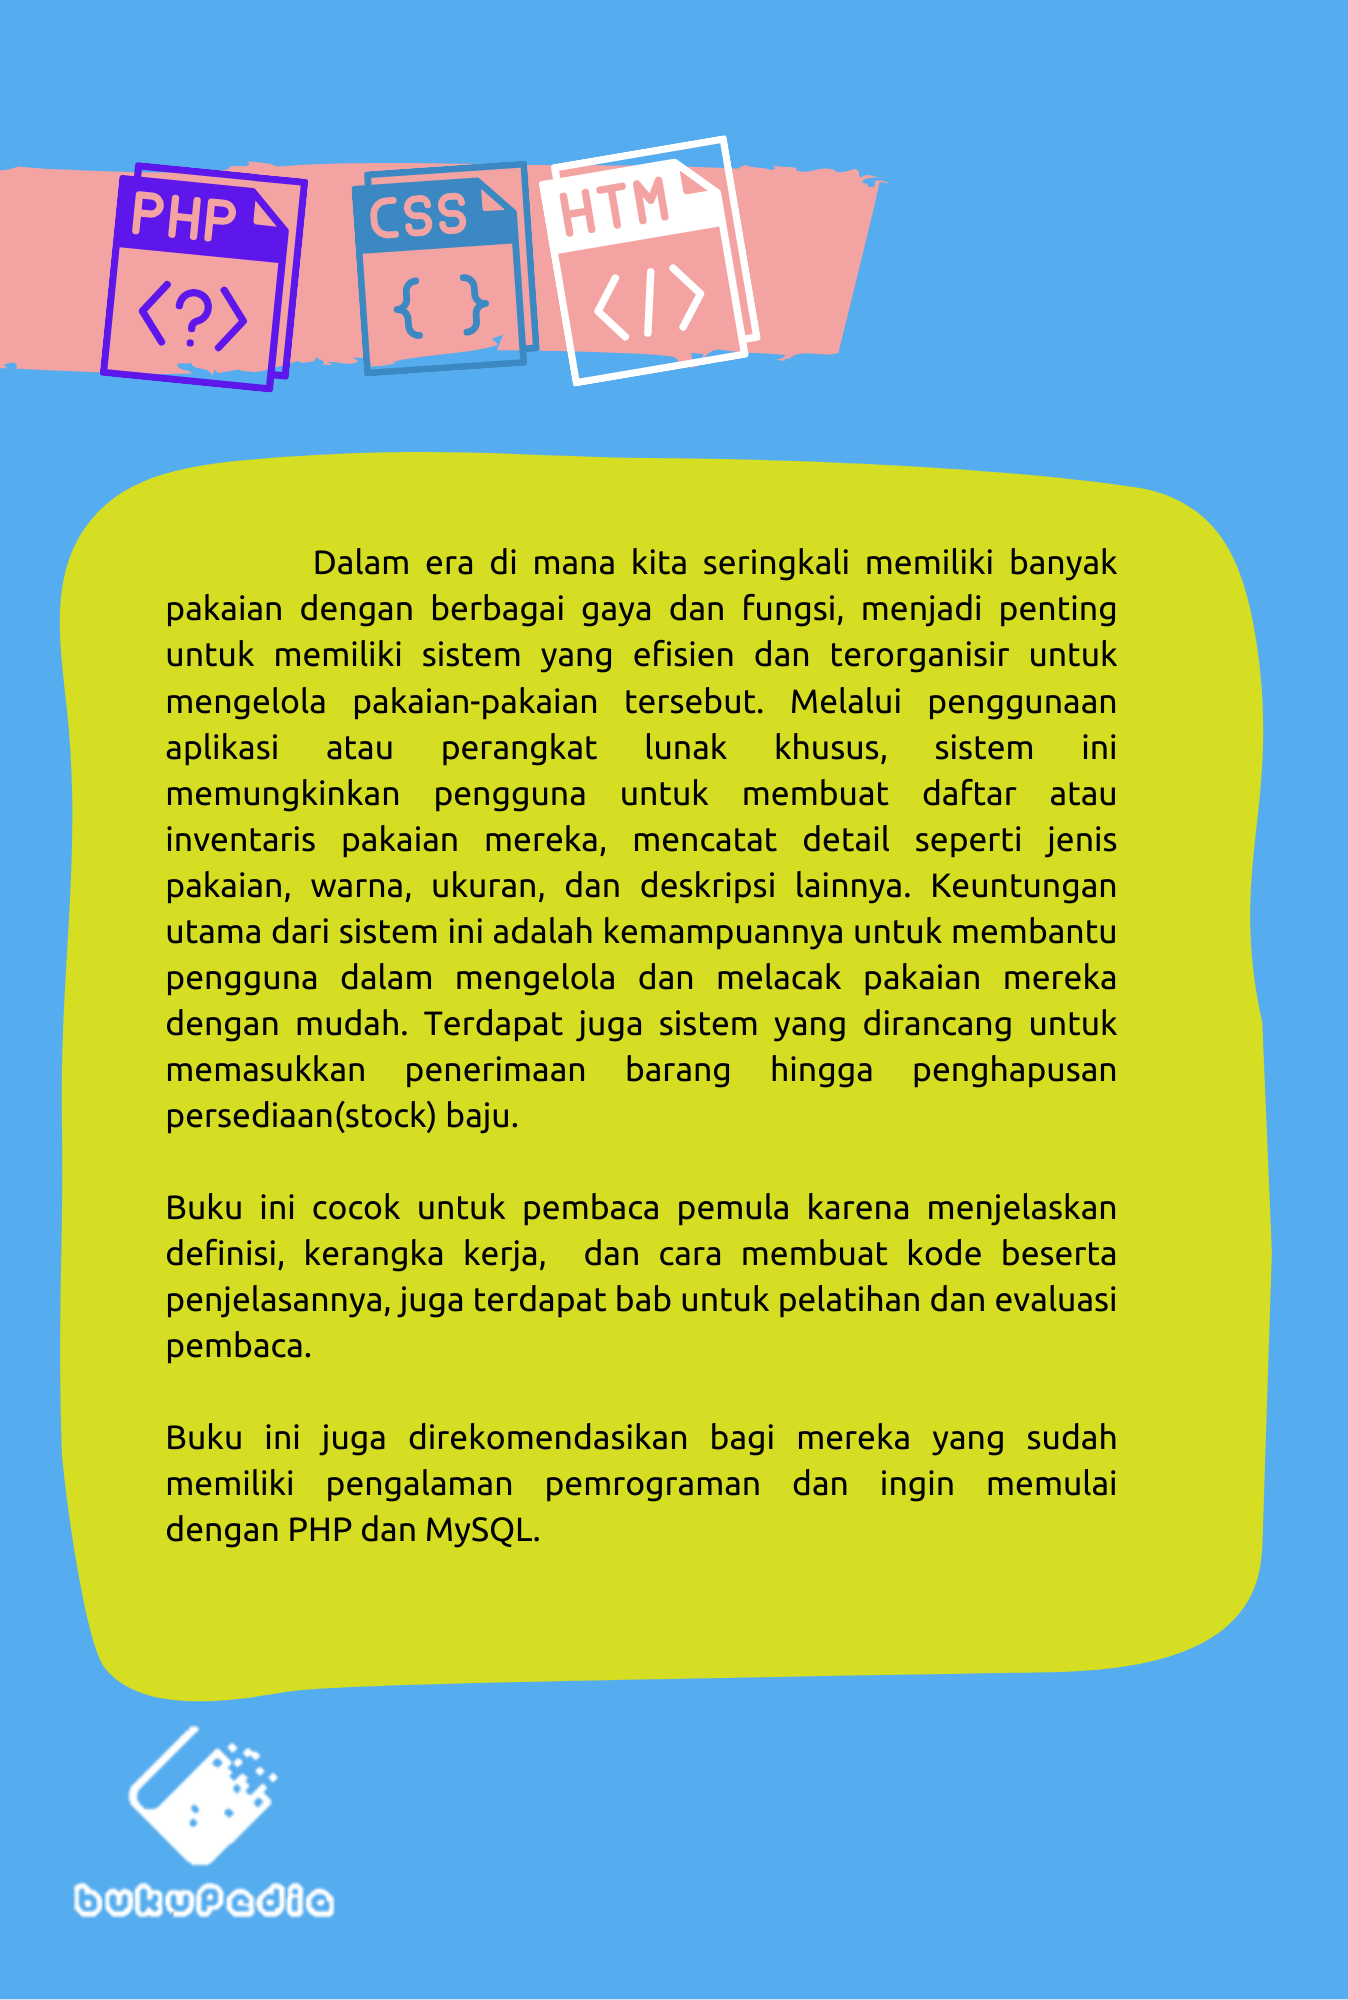 PHP
CSS
HTM
<?>
{ }
</>
Dalam era di mana kita seringkali memiliki banyak
pakaian dengan berbagai gaya dan fungsi, menjadi penting
untuk memiliki sistem yang efisien dan terorganisir untuk
mengelola pakaian-pakaian tersebut. Melalui penggunaan
aplikasi atau perangkat lunak khusus, sistem ini
memungkinkan pengguna untuk membuat daftar atau
inventaris pakaian mereka, mencatat detail seperti jenis
pakaian, warna, ukuran, dan deskripsi lainnya. Keuntungan
utama dari sistem ini adalah kemampuannya untuk membantu
pengguna dalam mengelola dan melacak pakaian mereka
dengan mudah. Terdapat juga sistem yang dirancang untuk
memasukkan penerimaan barang hingga penghapusan
persediaan(stock) baju.
Buku ini cocok untuk pembaca pemula karena menjelaskan
definisi, kerangka kerja, dan cara membuat kode beserta
penjelasannya, juga terdapat bab untuk pelatihan dan evaluasi
pembaca.
Buku ini juga direkomendasikan bagi mereka yang sudah
memiliki pengalaman pemrograman dan ingin memulai
dengan PHP dan MySQL.
bukuPedia